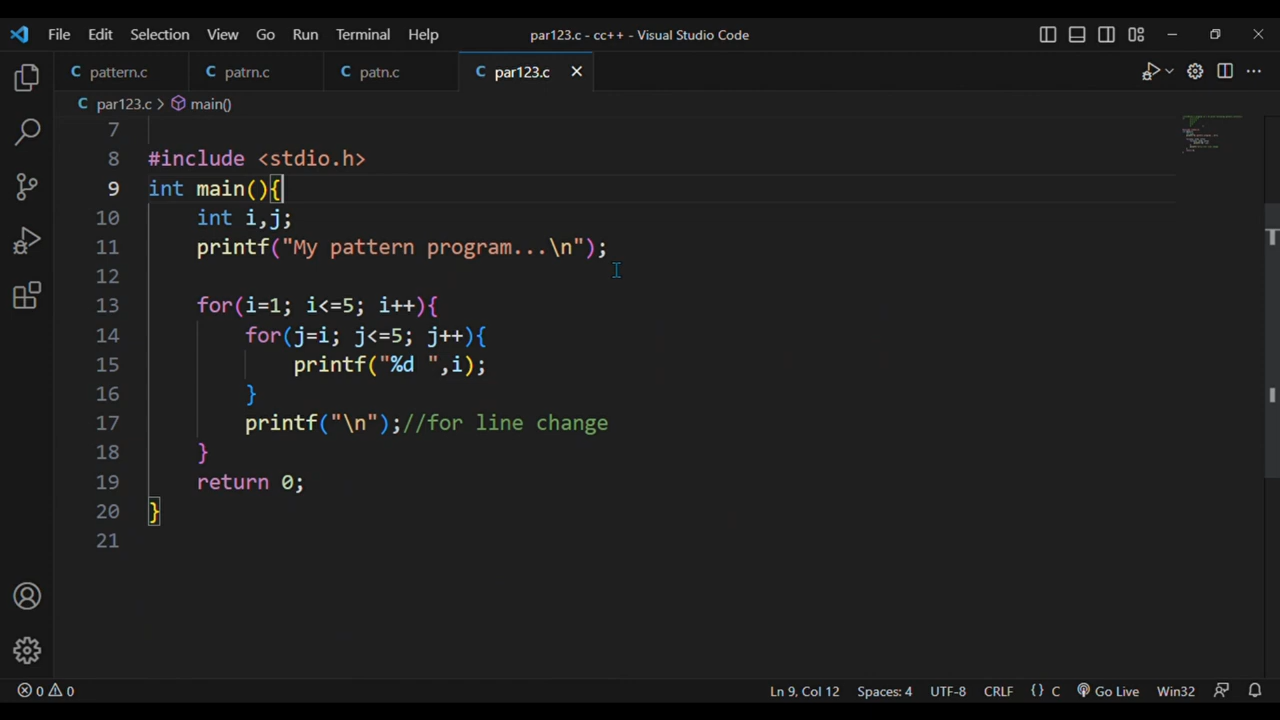 File Edit Selection View Go Run Terminal Help par123.c - cc++ - Visual Studio Code
C pattern.c C patrn.c C patn.c C par123.c
C par123.c > main()
7
8 #include <stdio.h>
9 int main(){
10 int i,j;
11 printf("My pattern program...\n");
12
13 for(i=1; i<=5; i++){
14 for(j=i; j<=5; j++){
15 printf("%d ",i);
16 }
17 printf("\n");//for line change
18 }
19 return 0;
20 }
21
0 0 Ln 9, Col 12 Spaces: 4 UTF-8 CRLF {} C Go Live Win32